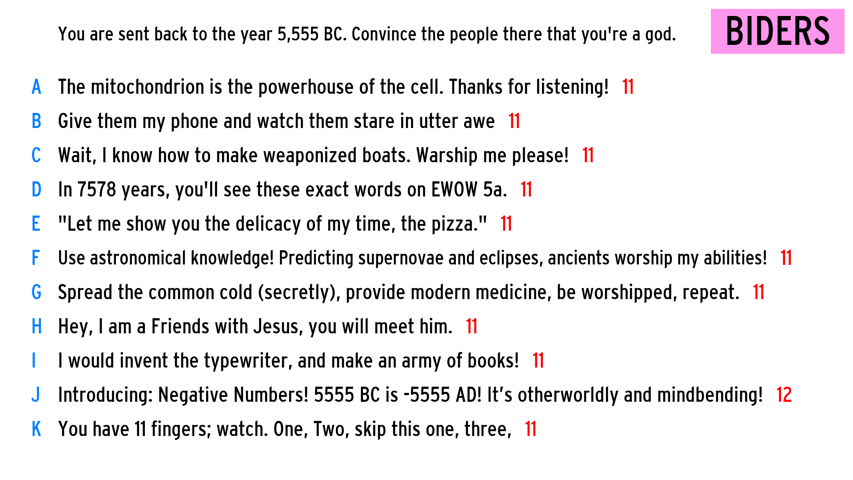 You are sent back to the year 5,555 BC. Convince the people there that you're a god.
BIDERS
A The mitochondrion is the powerhouse of the cell. Thanks for listening! 11
B Give them my phone and watch them stare in utter awe 11
C Wait, I know how to make weaponized boats. Warship me please! 11
D In 7578 years, you'll see these exact words on EWOW 5a. 11
E "Let me show you the delicacy of my time, the pizza." 11
F Use astronomical knowledge! Predicting supernovae and eclipses, ancients worship my abilities! 11
G Spread the common cold (secretly), provide modern medicine, be worshipped, repeat. 11
H Hey, I am a Friends with Jesus, you will meet him. 11
I I would invent the typewriter, and make an army of books! 11
J Introducing: Negative Numbers! 5555 BC is -5555 AD! It’s otherworldly and mindbending! 12
K You have 11 fingers; watch. One, Two, skip this one, three, 11